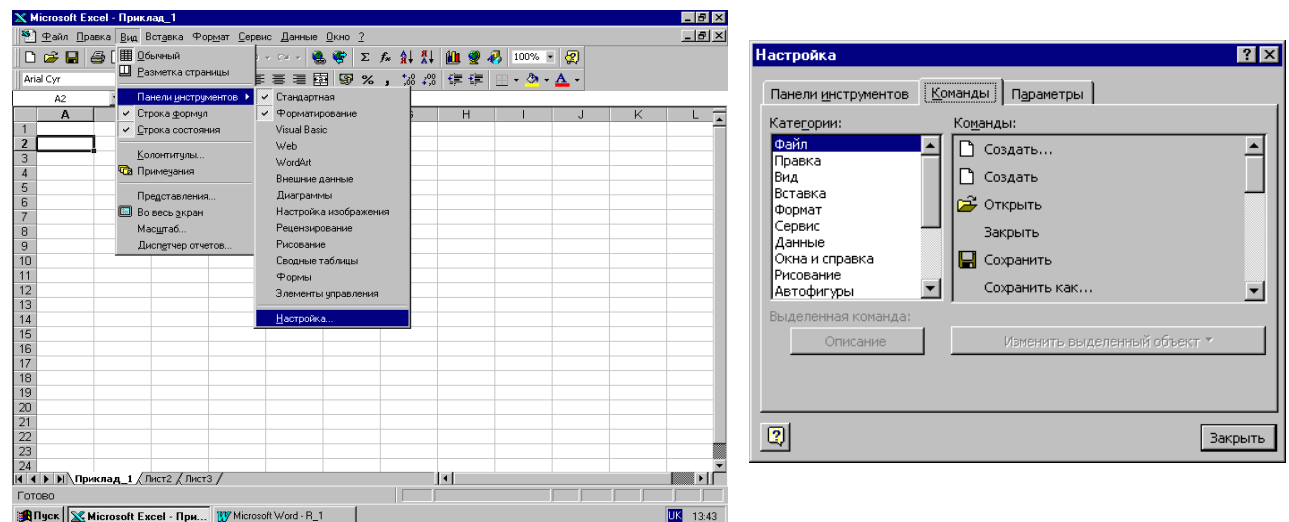 Microsoft Excel - Приклад_1
Файл Правка Вид Вставка Формат Сервис Данные Окно ?
Обычный
Разметка страницы
Панели инструментов
Строка формул
Строка состояния
Колонтитулы...
Примечания
Представления...
Во весь экран
Масштаб...
Диспетчер отчетов...
100%
Arial Cyr
A2
A H I J K L
Стандартная
Форматирование
Visual Basic
Web
WordArt
Внешние данные
Диаграммы
Настройка изображения
Рецензирование
Рисование
Сводные таблицы
Формы
Элементы управления
Настройка...
1
2
3
4
5
6
7
8
9
10
11
12
13
14
15
16
17
18
19
20
21
22
23
24
Приклад_1 Лист2 Лист3
Готово
Пуск Microsoft Excel - При... Microsoft Word - R_1 UK 13:43
Настройка
Панели инструментов Команды Параметры
Категории:
Файл
Правка
Вид
Вставка
Формат
Сервис
Данные
Окна и справка
Рисование
Автофигуры
Команды:
Создать...
Создать
Открыть
Закрыть
Сохранить
Сохранить как...
Выделенная команда:
Описание Изменить выделенный объект
Закрыть